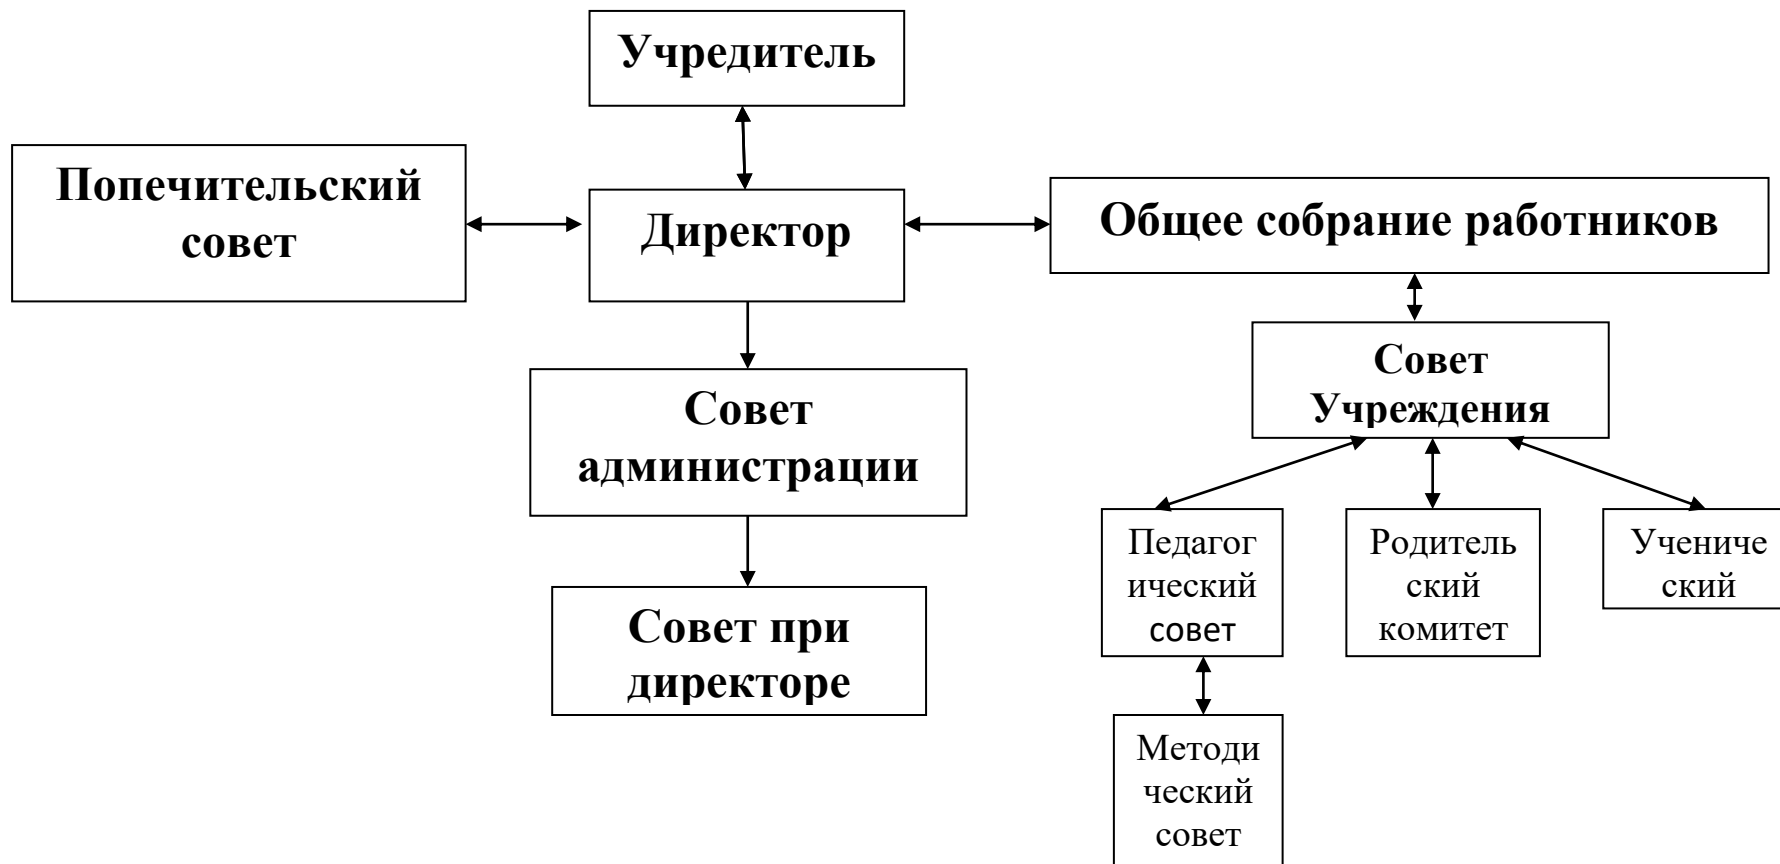 Учредитель
Попечительский
совет
Директор
Общее собрание работников
Совет
администрации
Совет
Учреждения
Совет при
директоре
Педагог
ический
совет
Родитель
ский
комитет
Учениче
ский
Методи
ческий
совет